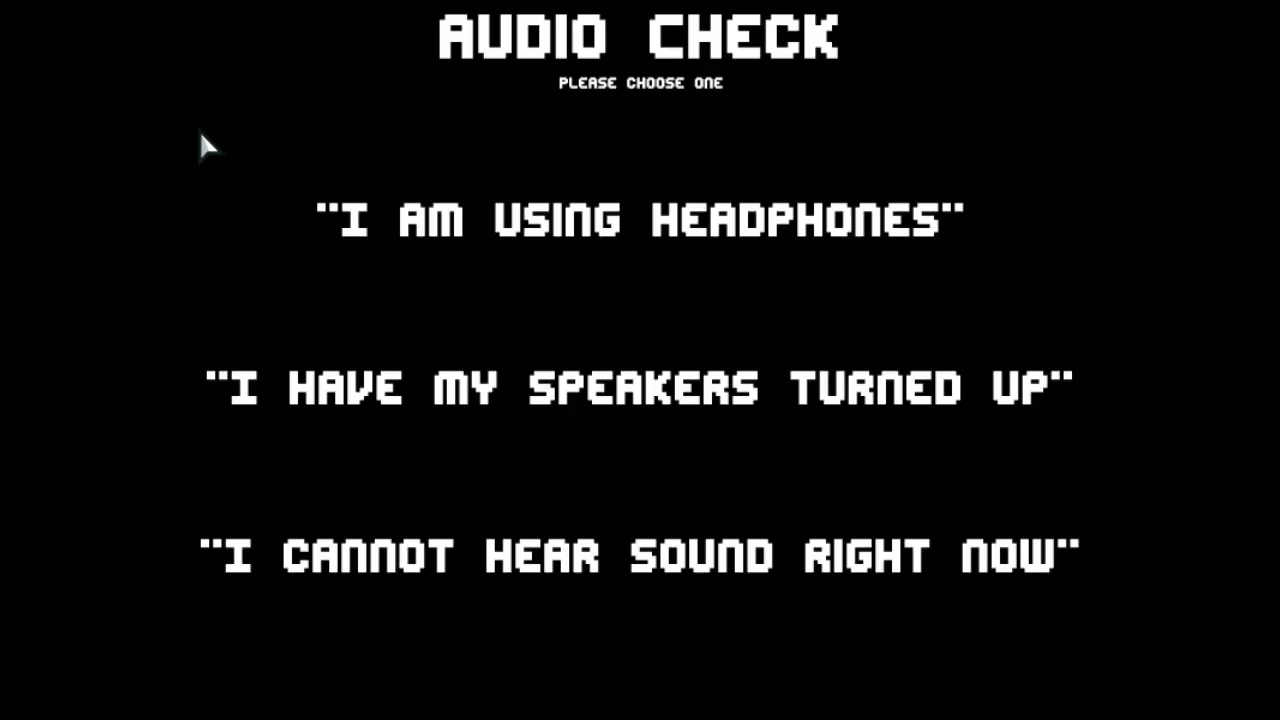 AUDIO CHECK
PLEASE CHOOSE ONE
"I AM USING HEADPHONES"
"I HAVE MY SPEAKERS TURNED UP"
"I CANNOT HEAR SOUND RIGHT NOW"